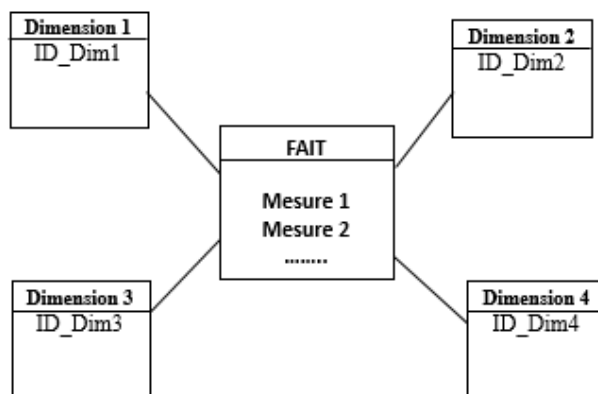 Dimension 1
ID_Dim1
Dimension 2
ID_Dim2
FAIT
Mesure 1
Mesure 2
........
Dimension 3
ID_Dim3
Dimension 4
ID_Dim4